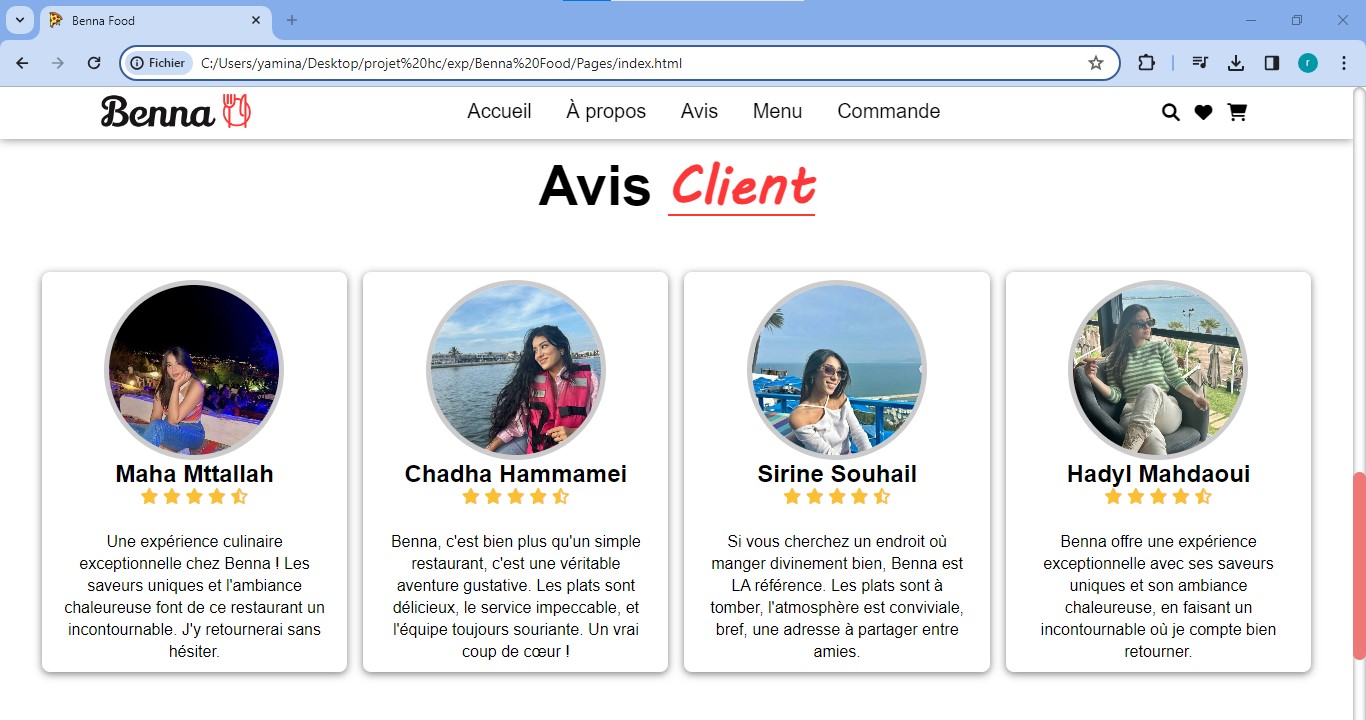 Benna Food
Fichier
C:/Users/yamina/Desktop/projet%20hc/exp/Benna%20Food/Pages/index.html
r
Benna
Accueil
À propos
Avis
Menu
Commande
Avis Client
Maha Mttallah
Une expérience culinaire
exceptionnelle chez Benna ! Les
saveurs uniques et l'ambiance
chaleureuse font de ce restaurant un
incontournable. J'y retournerai sans
hésiter.
Chadha Hammamei
Benna, c'est bien plus qu'un simple
restaurant, c'est une véritable
aventure gustative. Les plats sont
délicieux, le service impeccable, et
l'équipe toujours souriante. Un vrai
coup de cœur !
Sirine Souhail
Si vous cherchez un endroit où
manger divinement bien, Benna est
LA référence. Les plats sont à
tomber, l'atmosphère est conviviale,
bref, une adresse à partager entre
amies.
Hadyl Mahdaoui
Benna offre une expérience
exceptionnelle avec ses saveurs
uniques et son ambiance
chaleureuse, en faisant un
incontournable où je compte bien
retourner.